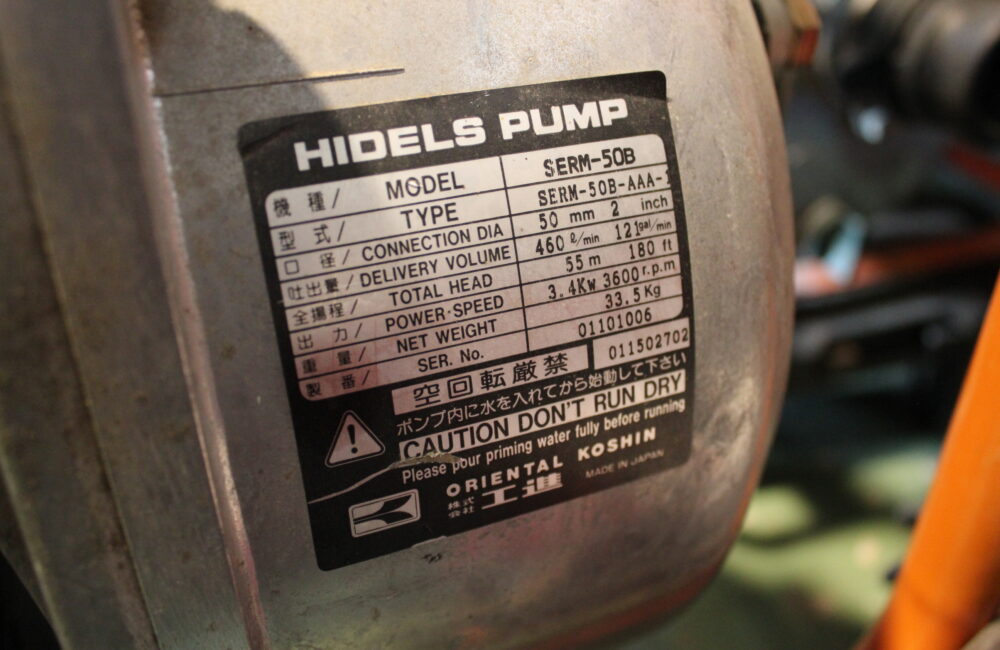 HIDELS PUMP
機種/ MODEL SERM-50B
型式/ TYPE SERM-50B-AAA-1
口径/ CONNECTION DIA 50 mm 2 inch
吐出量/ DELIVERY VOLUME 460 ℓ/min 121 gal/min
全揚程/ TOTAL HEAD 55 m 180 ft
出力/ POWER·SPEED 3.4Kw 3600 r.p.m
重量/ NET WEIGHT 33.5 Kg
製番/ SER. No. 01101006
空回転厳禁 011502702
ポンプ内に水を入れてから始動して下さい
CAUTION DON'T RUN DRY
Please pour priming water fully before running
ORIENTAL KOSHIN
株式会社 工進 MADE IN JAPAN